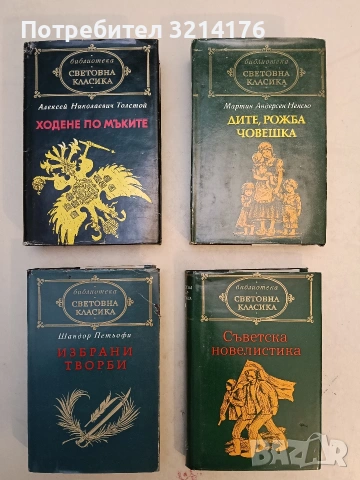 Потребител 3214176
библиотека
СВЕТОВНА
КЛАСИКА
Алексей Николаевич Толстой
ХОДЕНЕ ПО МЪКИТЕ
библиотека
СВЕТОВНА
КЛАСИКА
Мартин Андерсен Нексьо
ДИТЕ, РОЖБА
ЧОВЕШКА
библиотека
СВЕТОВНА
КЛАСИКА
Шандор Петьофи
ИЗБРАНИ
ТВОРБИ
библиотека
СВЕТОВНА
КЛАСИКА
Съветска
новелистика
BAZAR